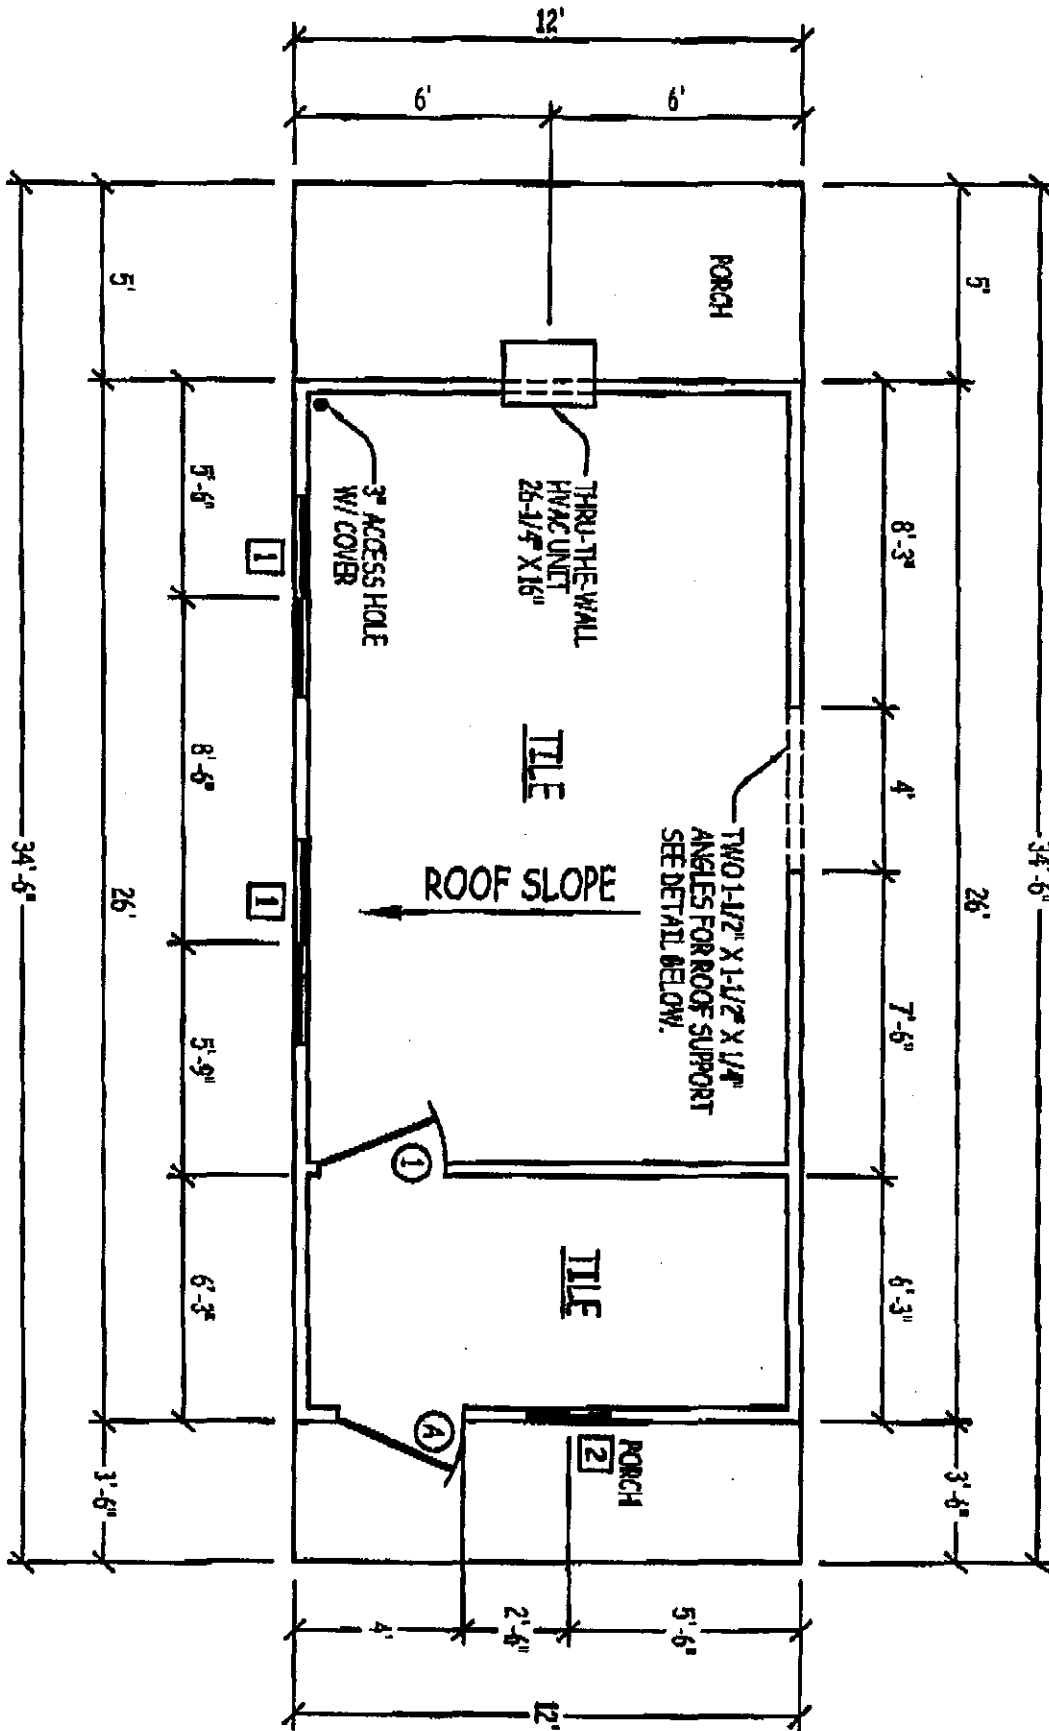 12'
6'
6'
PORCH
5'
5'
34'-6"
26'
8'-3"
4'
7'-6"
6'-3"
3'-6"
THRU-THE-WALL
HVAC UNIT
26-1/4" X 16"
3" ACCESS HOLE
W/ COVER
5'-6"
1
8'-6"
1
5'-9"
6'-3"
26'
34'-6"
3'-6"
TILE
ROOF SLOPE
TWO 1-1/2" X 1-1/2" X 1/4"
ANGLES FOR ROOF SUPPORT
SEE DETAIL BELOW.
1
TILE
A
2
PORCH
4'
2'-6"
5'-6"
12'